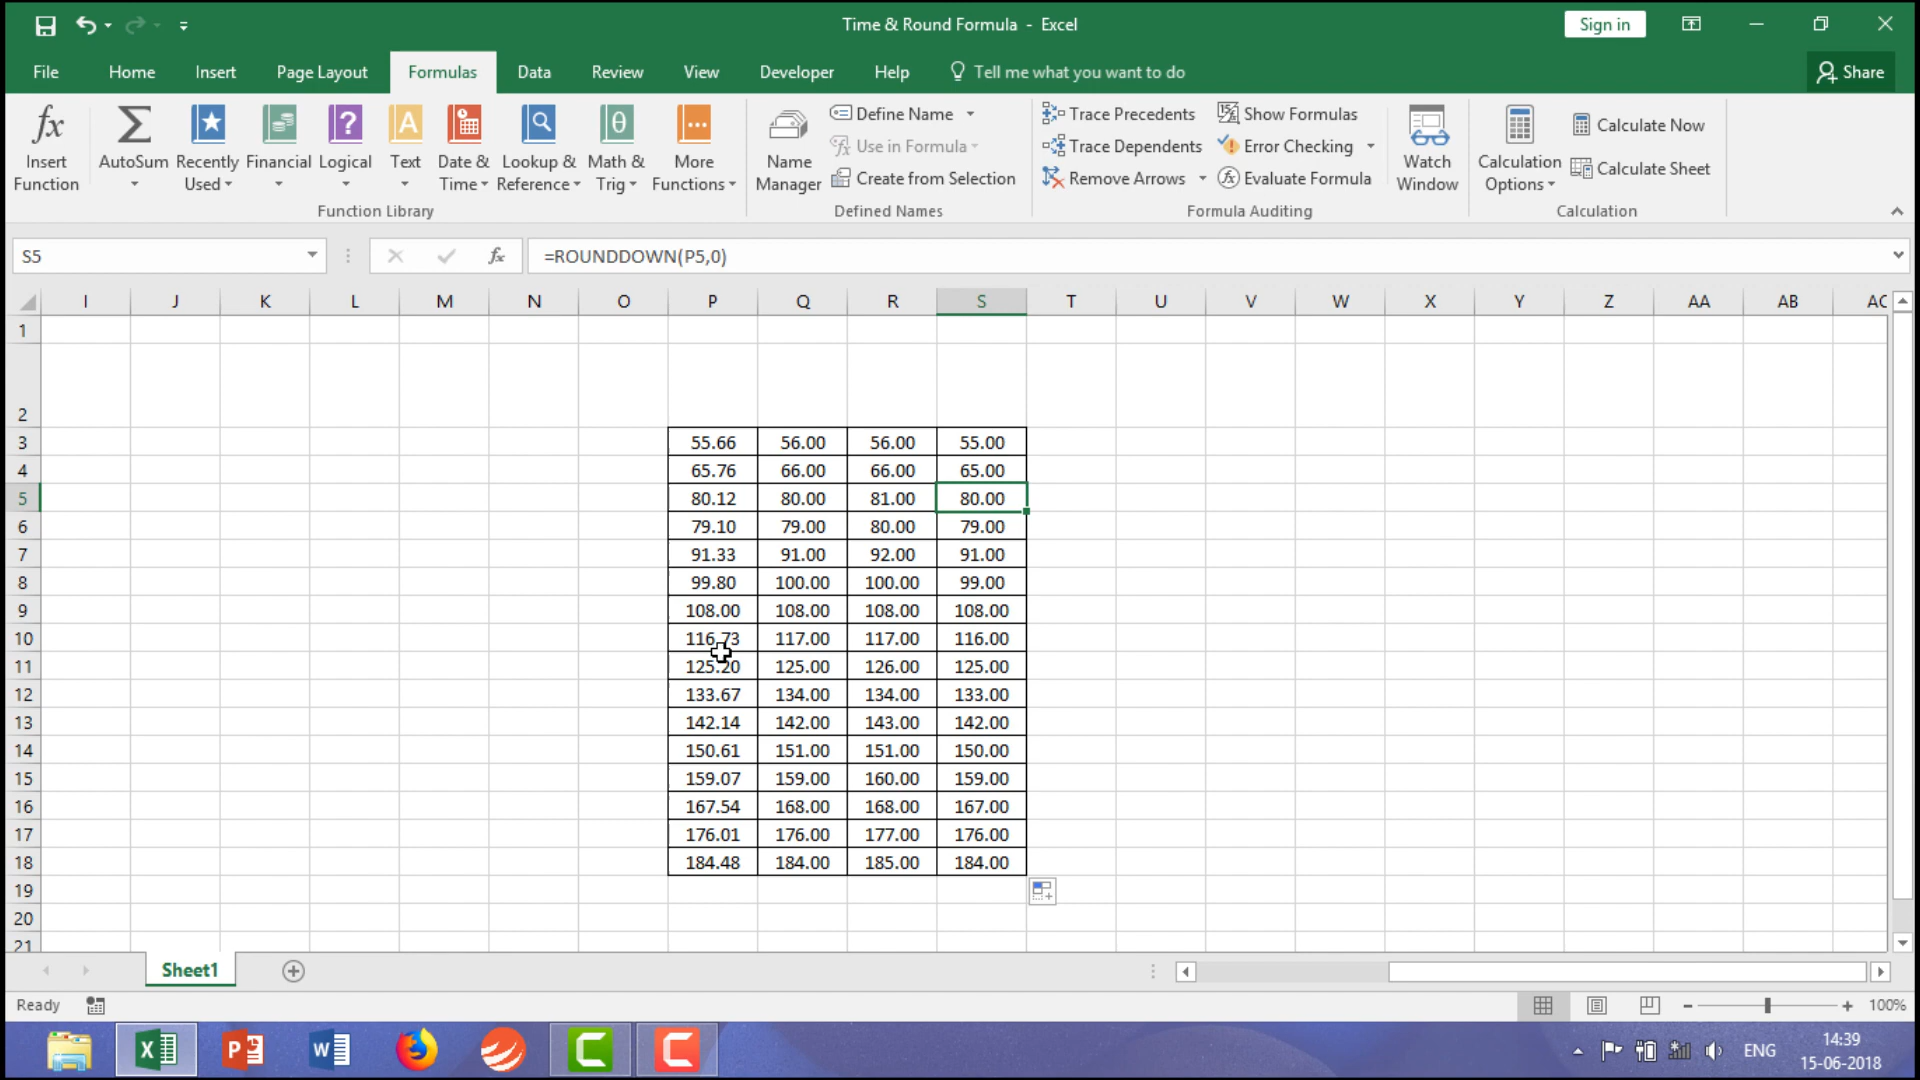 Time & Round Formula - Excel
Sign in
File Home Insert Page Layout Formulas Data Review View Developer Help Tell me what you want to do Share
Insert Function
AutoSum
Recently Used
Financial
Logical
Text
Date & Time
Lookup & Reference
Math & Trig
More Functions
Function Library
Name Manager
Define Name
Use in Formula
Create from Selection
Defined Names
Trace Precedents
Trace Dependents
Remove Arrows
Show Formulas
Error Checking
Evaluate Formula
Formula Auditing
Watch Window
Calculation Options
Calculate Now
Calculate Sheet
Calculation
S5 fx =ROUNDDOWN(P5,0)
I J K L M N O P Q R S T U V W X Y Z AA AB AC
1
2
3 55.66 56.00 56.00 55.00
4 65.76 66.00 66.00 65.00
5 80.12 80.00 81.00 80.00
6 79.10 79.00 80.00 79.00
7 91.33 91.00 92.00 91.00
8 99.80 100.00 100.00 99.00
9 108.00 108.00 108.00 108.00
10 116.73 117.00 117.00 116.00
11 125.20 125.00 126.00 125.00
12 133.67 134.00 134.00 133.00
13 142.14 142.00 143.00 142.00
14 150.61 151.00 151.00 150.00
15 159.07 159.00 160.00 159.00
16 167.54 168.00 168.00 167.00
17 176.01 176.00 177.00 176.00
18 184.48 184.00 185.00 184.00
19
20
21
Sheet1
Ready
100%
ENG
14:39
15-06-2018